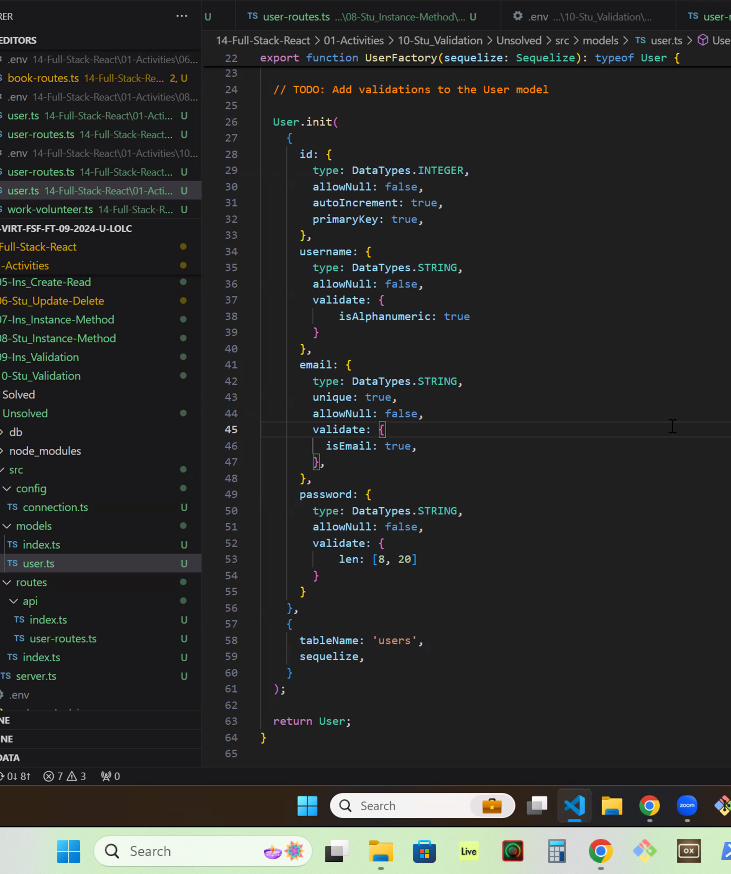 RER
···
U
TS user-routes.ts ...\08-Stu_Instance-Method\... U
.env ...\10-Stu_Validation\...
TS user-r
EDITORS
.env 14-Full-Stack-React\01-Activities\06...
book-routes.ts 14-Full-Stack-Re... 2, U
.env 14-Full-Stack-React\01-Activities\08...
user.ts 14-Full-Stack-React\01-Acti... U
user-routes.ts 14-Full-Stack-React... U
.env 14-Full-Stack-React\01-Activities\10...
user-routes.ts 14-Full-Stack-React... U
user.ts 14-Full-Stack-React\01-Acti... U
work-volunteer.ts 14-Full-Stack-R... U
-VIRT-FSF-FT-09-2024-U-LOLC
Full-Stack-React
-Activities
05-Ins_Create-Read
06-Stu_Update-Delete
07-Ins_Instance-Method
08-Stu_Instance-Method
09-Ins_Validation
10-Stu_Validation
Solved
Unsolved
db
node_modules
src
config
TS connection.ts U
models
TS index.ts U
TS user.ts U
routes
api
TS index.ts U
TS user-routes.ts U
TS index.ts U
TS server.ts U
.env
NE
NE
DATA
14-Full-Stack-React > 01-Activities > 10-Stu_Validation > Unsolved > src > models > TS user.ts > Use
22 export function UserFactory(sequelize: Sequelize): typeof User {
23
24 // TODO: Add validations to the User model
25
26 User.init(
27 {
28 id: {
29 type: DataTypes.INTEGER,
30 allowNull: false,
31 autoIncrement: true,
32 primaryKey: true,
33 },
34 username: {
35 type: DataTypes.STRING,
36 allowNull: false,
37 validate: {
38 isAlphanumeric: true
39 }
40 },
41 email: {
42 type: DataTypes.STRING,
43 unique: true,
44 allowNull: false,
45 validate: {
46 isEmail: true,
47 },
48 },
49 password: {
50 type: DataTypes.STRING,
51 allowNull: false,
52 validate: {
53 len: [8, 20]
54 }
55 }
56 },
57 {
58 tableName: 'users',
59 sequelize,
60 }
61 );
62
63 return User;
64 }
65
0↓ 8↑ 7 3 0
Search
zoom
Search
Live
OX